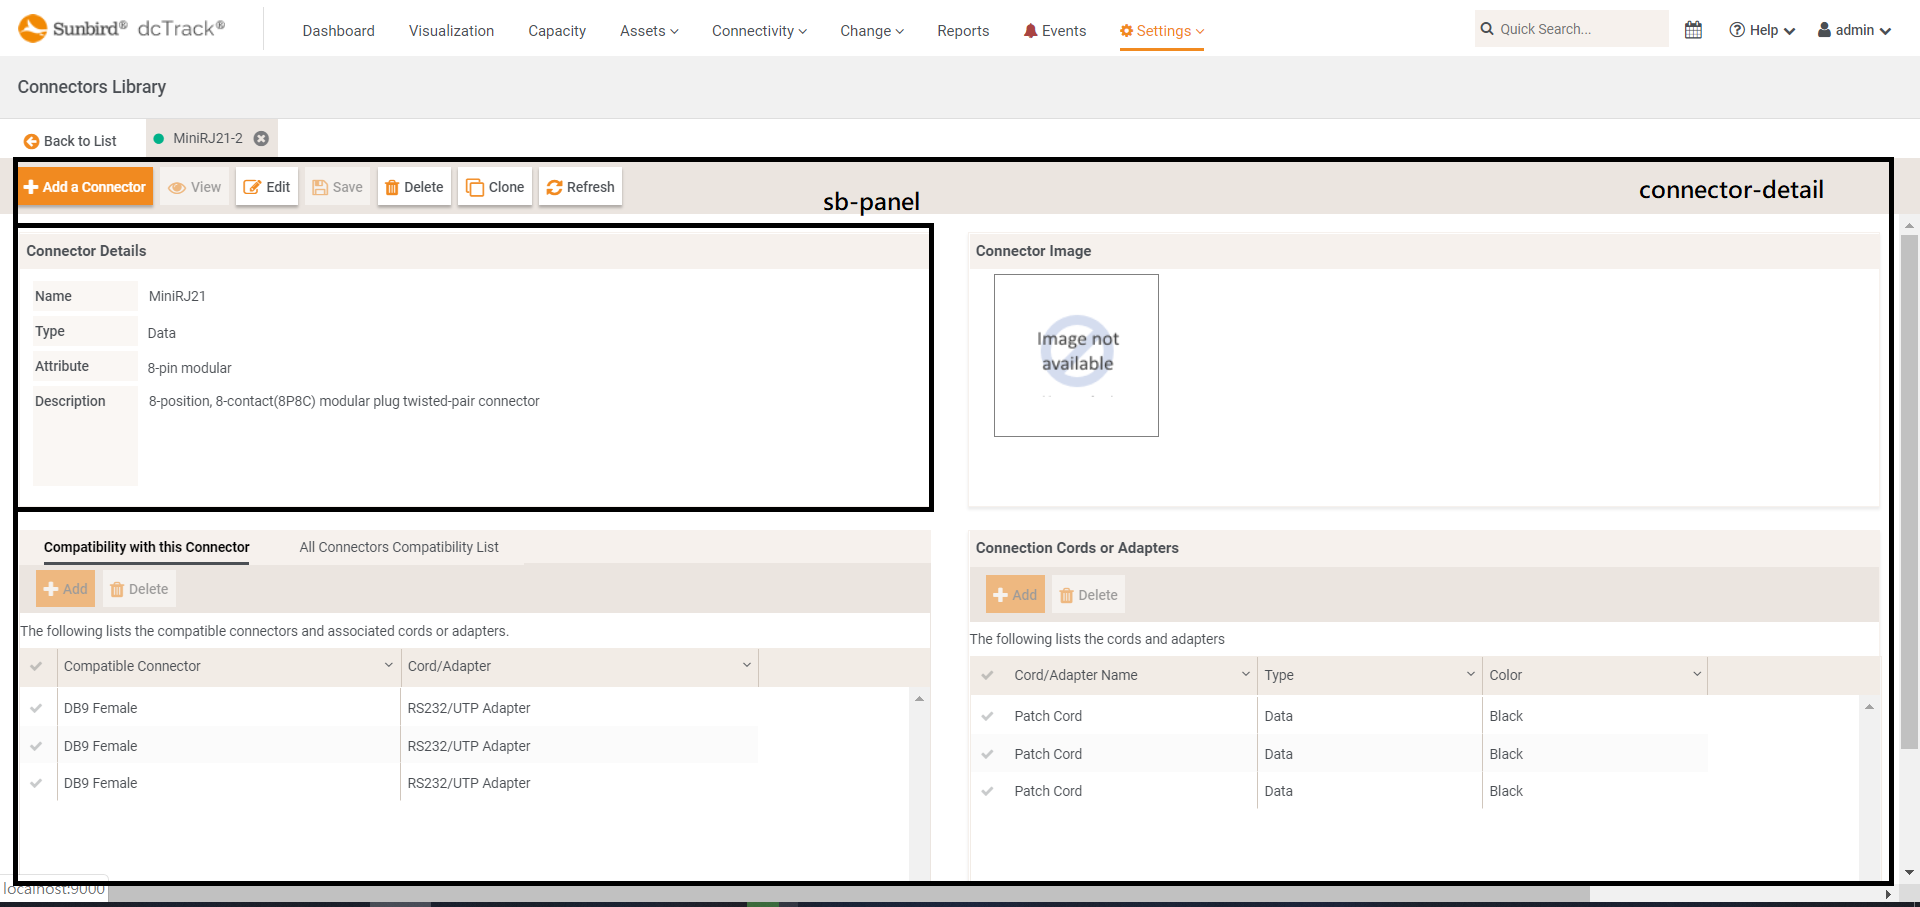 Sunbird® dcTrack®
Dashboard Visualization Capacity Assets Connectivity Change Reports Events Settings
Quick Search...
Help admin
Connectors Library
Back to List
MiniRJ21-2
Add a Connector View Edit Save Delete Clone Refresh
sb-panel
connector-detail
Connector Details
Name MiniRJ21
Type Data
Attribute 8-pin modular
Description 8-position, 8-contact(8P8C) modular plug twisted-pair connector
Connector Image
Image not
available
Compatibility with this Connector All Connectors Compatibility List
Add Delete
The following lists the compatible connectors and associated cords or adapters.
Compatible Connector Cord/Adapter
DB9 Female RS232/UTP Adapter
DB9 Female RS232/UTP Adapter
DB9 Female RS232/UTP Adapter
Connection Cords or Adapters
Add Delete
The following lists the cords and adapters
Cord/Adapter Name Type Color
Patch Cord Data Black
Patch Cord Data Black
Patch Cord Data Black
localhost:9000